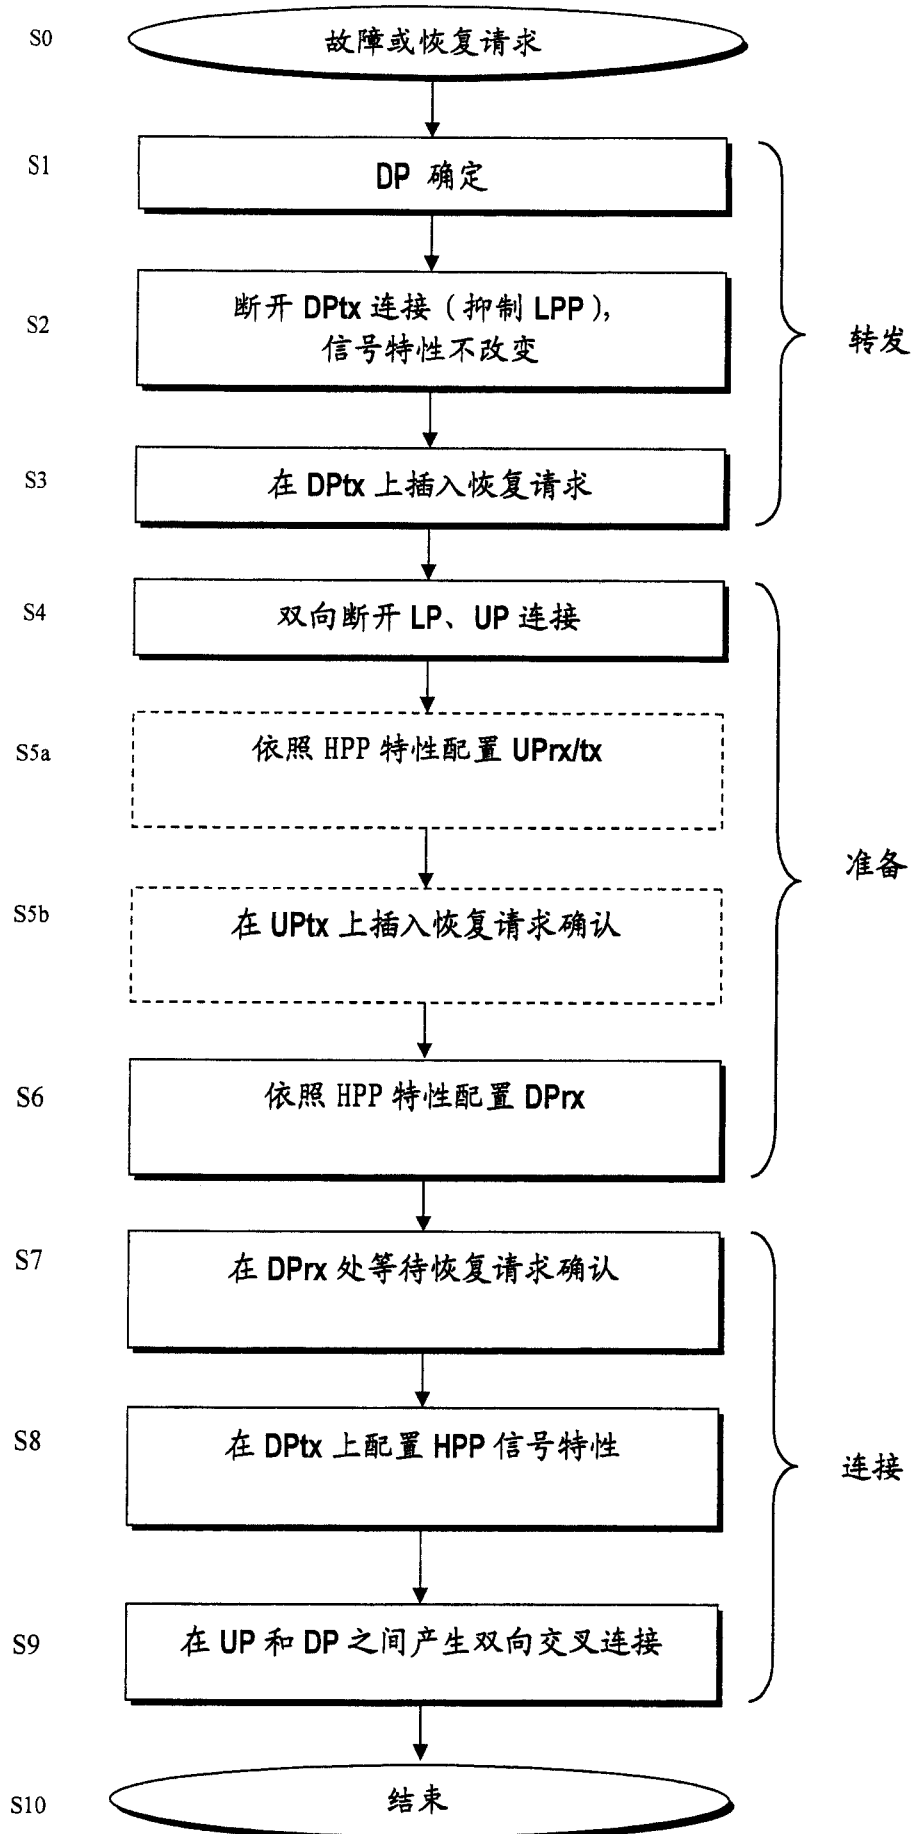 S0
故障或恢复请求
S1
DP 确定
S2
断开 DPtx 连接（抑制 LPP），
信号特性不改变
转发
S3
在 DPtx 上插入恢复请求
S4
双向断开 LP、UP 连接
S5a
依照 HPP 特性配置 UPrx/tx
准备
S5b
在 UPtx 上插入恢复请求确认
S6
依照 HPP 特性配置 DPrx
S7
在 DPrx 处等待恢复请求确认
S8
在 DPtx 上配置 HPP 信号特性
连接
S9
在 UP 和 DP 之间产生双向交叉连接
S10
结束